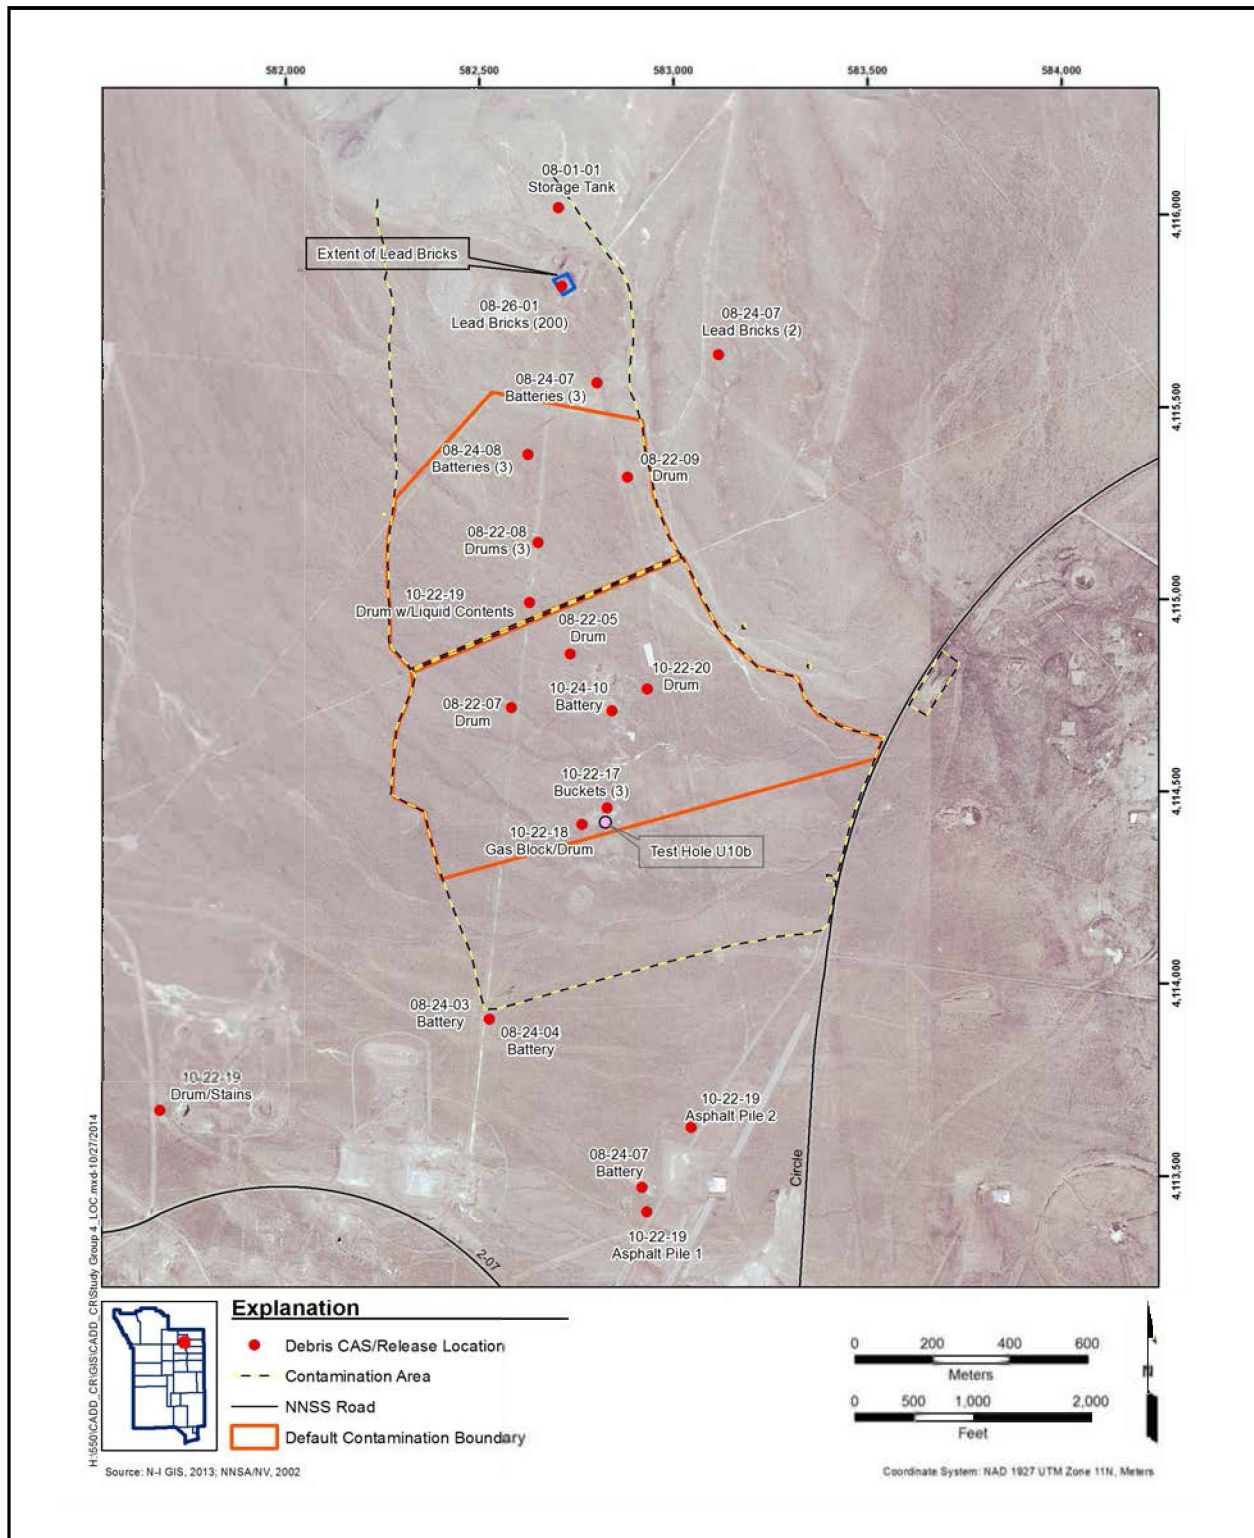 582,000 582,500 583,000 583,500 584,000
08-01-01
Storage Tank
4,116,000
Extent of Lead Bricks
08-26-01
Lead Bricks (200)
08-24-07
Lead Bricks (2)
08-24-07
Batteries (3)
4,115,500
08-24-08
Batteries (3)
08-22-09
Drum
08-22-08
Drums (3)
10-22-19
Drum w/Liquid Contents
4,115,000
08-22-05
Drum
10-22-20
Drum
10-24-10
Battery
08-22-07
Drum
10-22-17
Buckets (3)
4,114,500
10-22-18
Gas Block/Drum
Test Hole U10b
08-24-03
Battery
08-24-04
Battery
4,114,000
10-22-19
Drum/Stains
10-22-19
Asphalt Pile 2
08-24-07
Battery
10-22-19
Asphalt Pile 1
4,113,500
Circle
2-07
H:\550\CADD_CR\GIS\CADD_CR\Study Group 4_LOC.mxd-10/27/2014
Explanation
Debris CAS/Release Location
Contamination Area
NNSS Road
Default Contamination Boundary
0 200 400 600
Meters
0 500 1,000 2,000
Feet
N
Source: N-I GIS, 2013; NNSA/NV, 2002
Coordinate System: NAD 1927 UTM Zone 11N, Meters